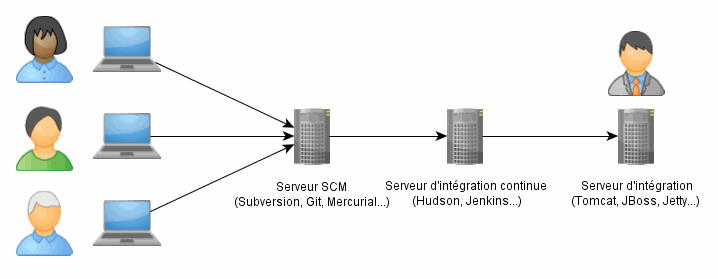 Serveur SCM
(Subversion, Git, Mercurial...)
Serveur d'intégration continue
(Hudson, Jenkins...)
Serveur d'intégration
(Tomcat, JBoss, Jetty...)